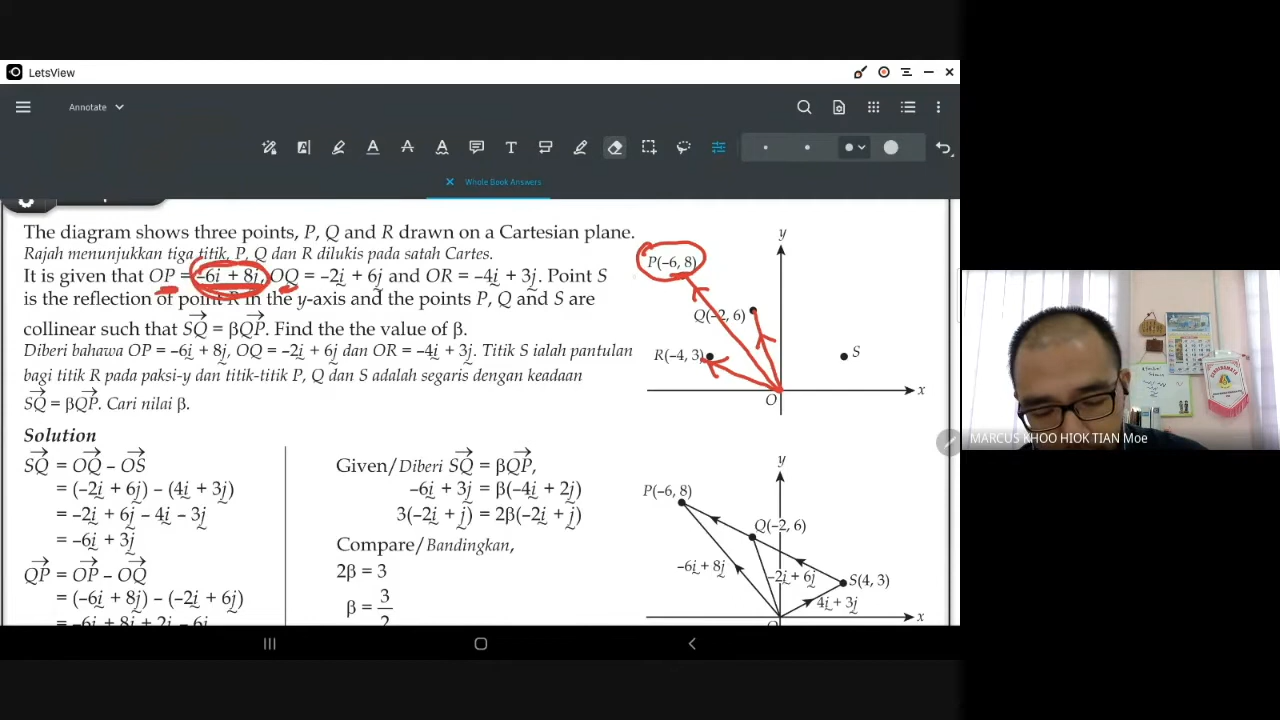 LetsView
Annotate
Whole Book Answers
The diagram shows three points, P, Q and R drawn on a Cartesian plane.
Rajah menunjukkan tiga titik, P, Q dan R dilukis pada satah Cartes.
It is given that OP = –6i + 8j, OQ = –2i + 6j and OR = –4i + 3j. Point S
is the reflection of point R in the y-axis and the points P, Q and S are
collinear such that SQ = βQP. Find the the value of β.
Diberi bahawa OP = –6i + 8j, OQ = –2i + 6j dan OR = –4i + 3j. Titik S ialah pantulan
bagi titik R pada paksi-y dan titik-titik P, Q dan S adalah segaris dengan keadaan
SQ = βQP. Cari nilai β.
y
P(–6, 8)
Q(–2, 6)
R(–4, 3)
S
O
x
Solution
SQ = OQ – OS
= (–2i + 6j) – (4i + 3j)
= –2i + 6j – 4i – 3j
= –6i + 3j
QP = OP – OQ
= (–6i + 8j) – (–2i + 6j)
= –6i + 8j + 2i – 6j
Given/Diberi SQ = βQP,
–6i + 3j = β(–4i + 2j)
3(–2i + j) = 2β(–2i + j)
Compare/Bandingkan,
2β = 3
β = 3/2
y
P(–6, 8)
Q(–2, 6)
–6i + 8j
–2i + 6j
S(4, 3)
4i + 3j
x
MARCUS KHOO HIOK TIAN Moe